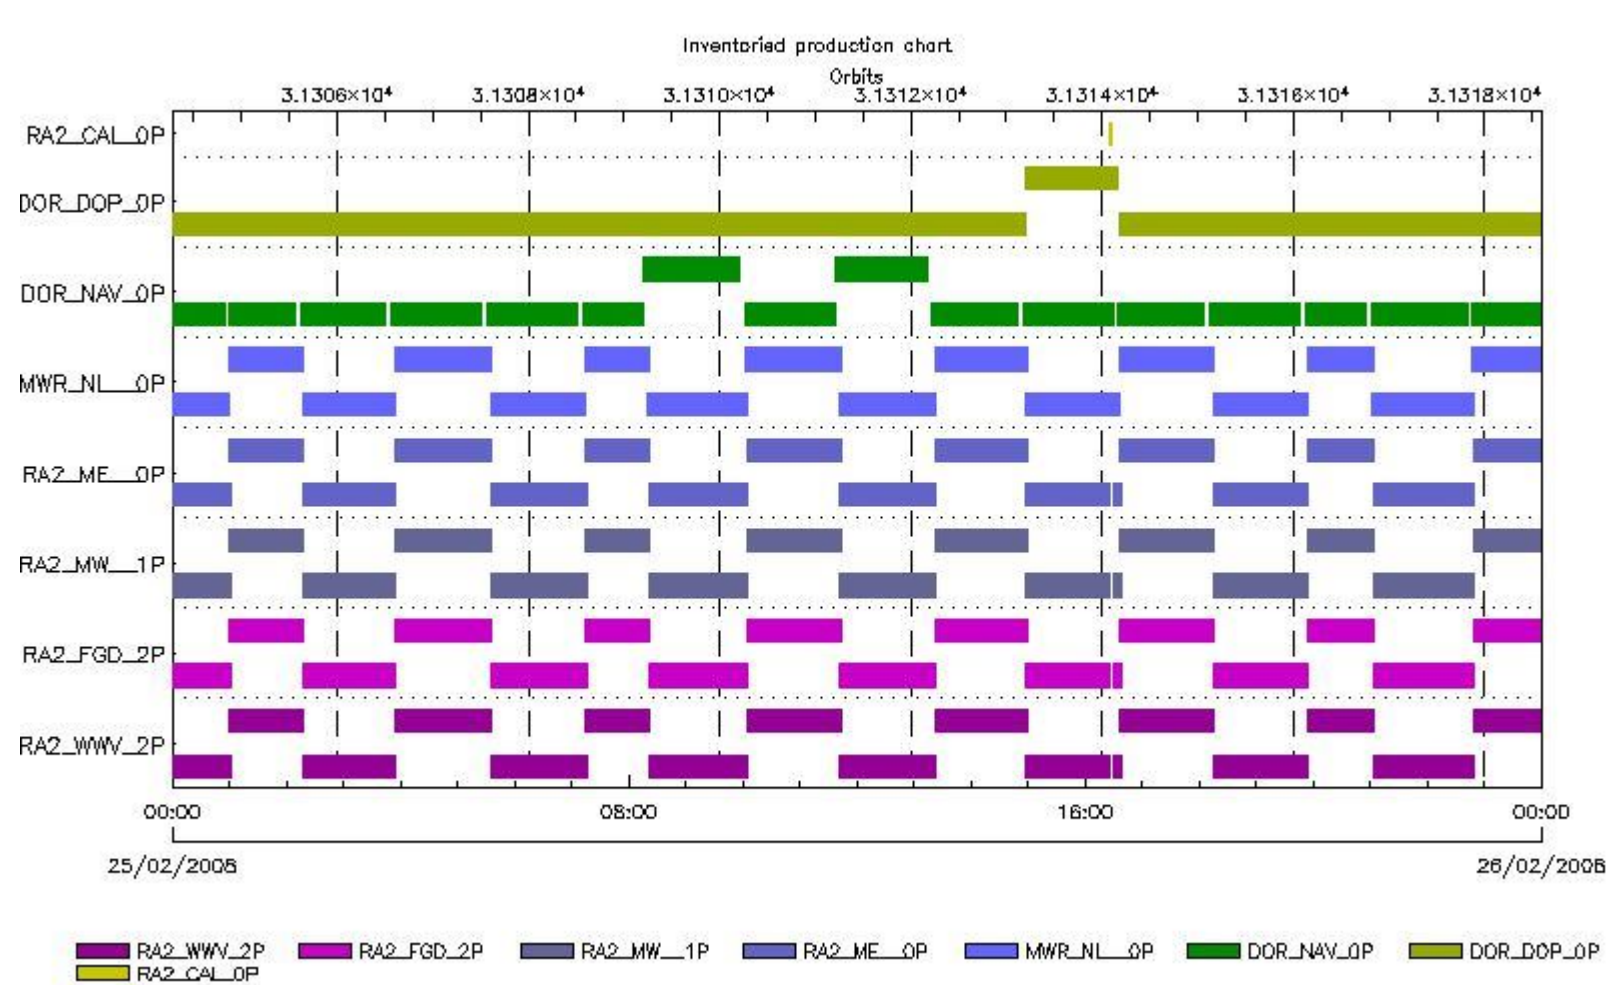 Inventoried production chart
Orbits
3.1306×10⁴ 3.1308×10⁴ 3.1310×10⁴ 3.1312×10⁴ 3.1314×10⁴ 3.1316×10⁴ 3.1318×10⁴
RA2_CAL_0P
DOR_DOP_0P
DOR_NAV_0P
MWR_NL__0P
RA2_ME__0P
RA2_MW__1P
RA2_FGD_2P
RA2_WWV_2P
00:00 08:00 16:00 00:00
25/02/2008 26/02/2008
RA2_WWV_2P RA2_FGD_2P RA2_MW__1P RA2_ME__0P MWR_NL__0P DOR_NAV_0P DOR_DOP_0P
RA2_CAL_0P